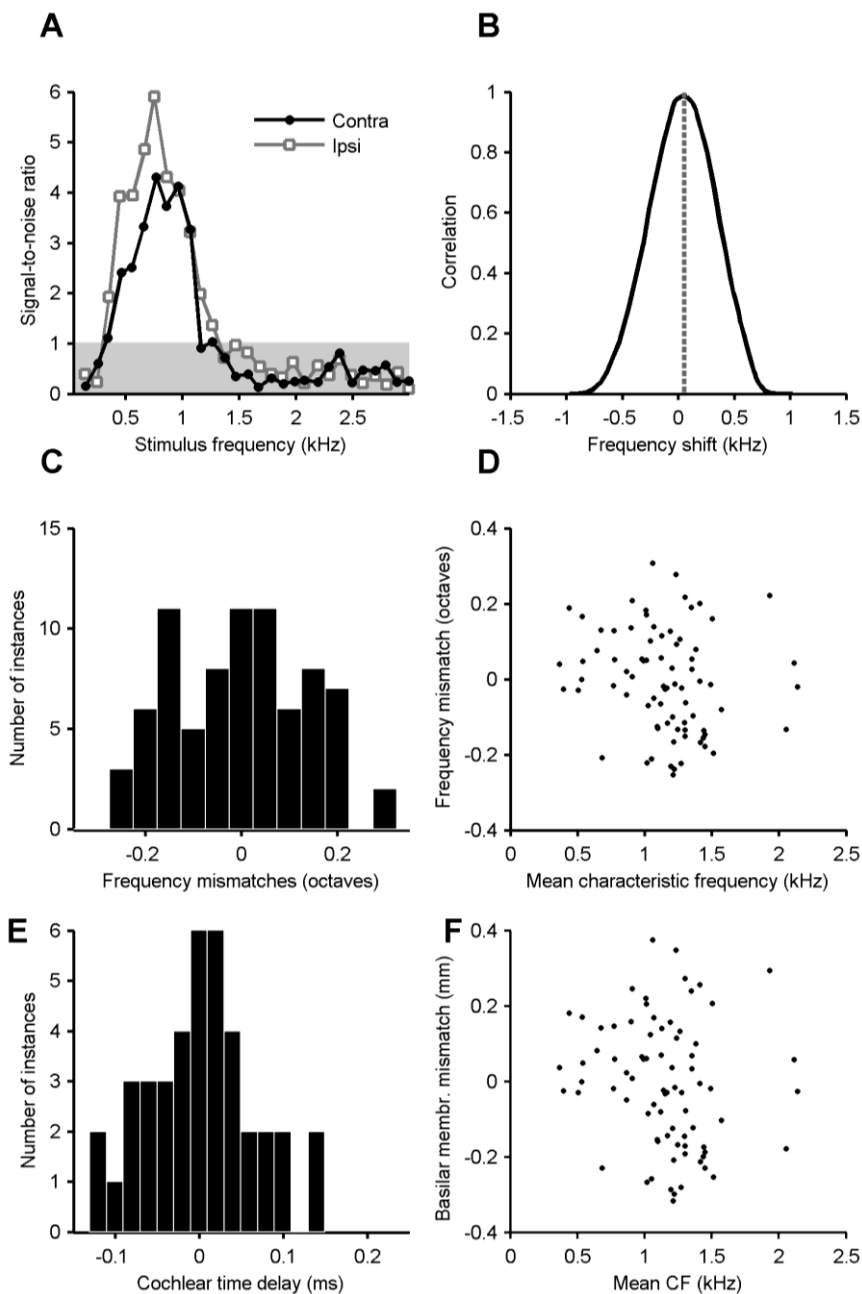 A
B
6
5
4
3
2
1
0
Signal-to-noise ratio
Contra
Ipsi
0.5 1 1.5 2 2.5
Stimulus frequency (kHz)
1
0.8
0.6
0.4
0.2
0
Correlation
-1.5 -1 -0.5 0 0.5 1 1.5
Frequency shift (kHz)
C
D
15
10
5
0
Number of instances
-0.2 0 0.2
Frequency mismatches (octaves)
0.4
0.2
0
-0.2
-0.4
Frequency mismatch (octaves)
0 0.5 1 1.5 2 2.5
Mean characteristic frequency (kHz)
E
F
6
5
4
3
2
1
0
Number of instances
-0.1 0 0.1 0.2
Cochlear time delay (ms)
0.4
0.2
0
-0.2
-0.4
Basilar membr. mismatch (mm)
0 0.5 1 1.5 2 2.5
Mean CF (kHz)